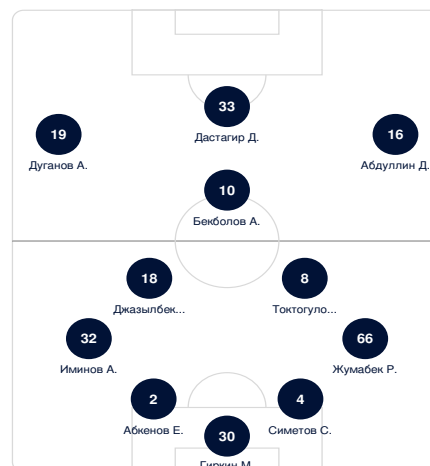 33
19
16
Дастагир Д.
Дуганов А.
Абдуллин Д.
10
Бекболов А.
18
8
Джазылбек...
Токтогуло...
32
66
Иминов А.
Жумабек Р.
2
4
Абкенов Е.
Симетов С.
30
Гиркин М.